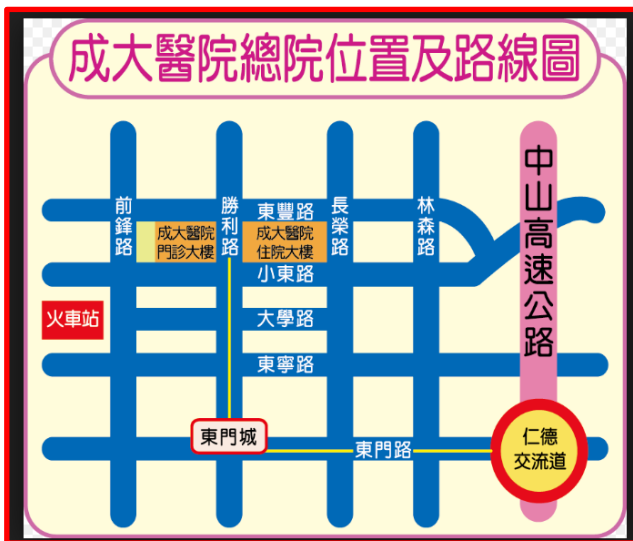 成大醫院總院位置及路線圖
中山高速公路
前鋒路
勝利路
長榮路
林森路
東豐路
成大醫院
門診大樓
成大醫院
住院大樓
小東路
火車站
大學路
東寧路
東門城
東門路
仁德
交流道